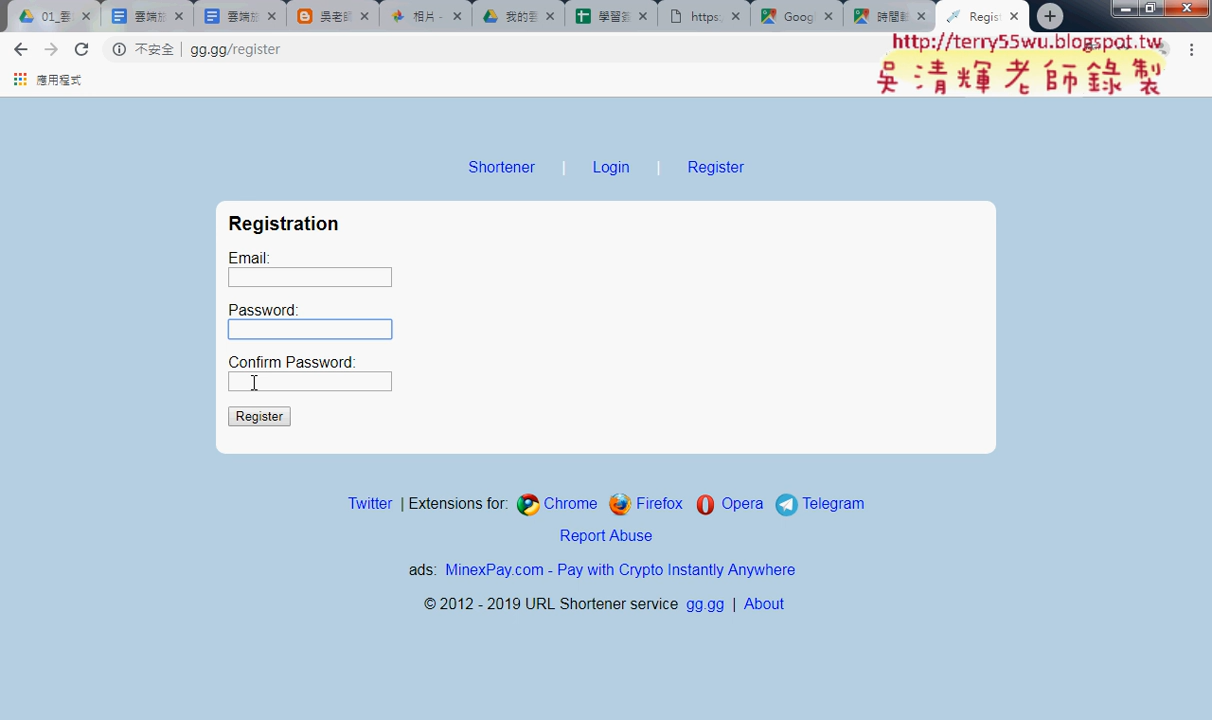 01_雲
雲端
雲端
吳老
相片 -
我的雲
學習
https:
Goog
時間
Regist
不安全 | gg.gg/register
http://terry55wu.blogspot.tw
應用程式
吳清輝老師錄製
Shortener | Login | Register
Registration
Email:
Password:
Confirm Password:
Register
Twitter | Extensions for: Chrome Firefox Opera Telegram
Report Abuse
ads: MinexPay.com - Pay with Crypto Instantly Anywhere
© 2012 - 2019 URL Shortener service gg.gg | About